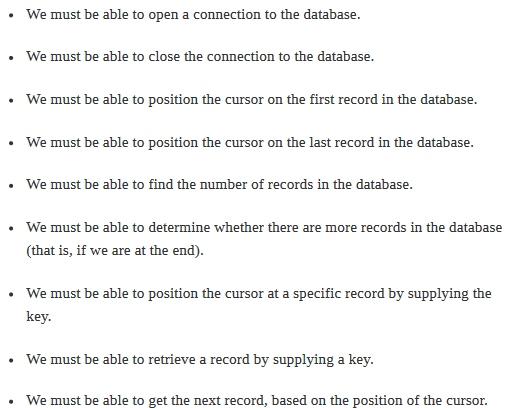 • We must be able to open a connection to the database.
• We must be able to close the connection to the database.
• We must be able to position the cursor on the first record in the database.
• We must be able to position the cursor on the last record in the database.
• We must be able to find the number of records in the database.
• We must be able to determine whether there are more records in the database
(that is, if we are at the end).
• We must be able to position the cursor at a specific record by supplying the
key.
• We must be able to retrieve a record by supplying a key.
• We must be able to get the next record, based on the position of the cursor.